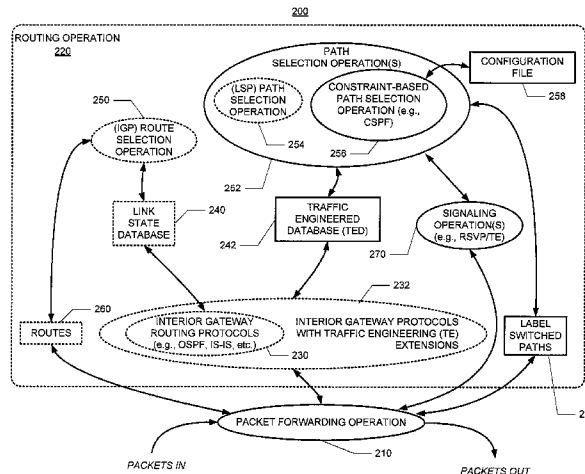 200
ROUTING OPERATION
220
PATH
SELECTION OPERATION(S)
CONFIGURATION
FILE
258
250
(LSP) PATH
SELECTION
OPERATION
254
CONSTRAINT-BASED
PATH SELECTION
OPERATION (e.g.,
CSPF)
256
(IGP) ROUTE
SELECTION
OPERATION
252
LINK
STATE
DATABASE
240
242
TRAFFIC
ENGINEERED
DATABASE (TED)
270
SIGNALING
OPERATION(S)
(e.g., RSVP/TE)
232
260
ROUTES
INTERIOR GATEWAY
ROUTING PROTOCOLS
(e.g., OSPF, IS-IS, etc.)
230
INTERIOR GATEWAY PROTOCOLS
WITH TRAFFIC ENGINEERING (TE)
EXTENSIONS
LABEL
SWITCHED
PATHS
2
PACKET FORWARDING OPERATION
210
PACKETS IN
PACKETS OUT